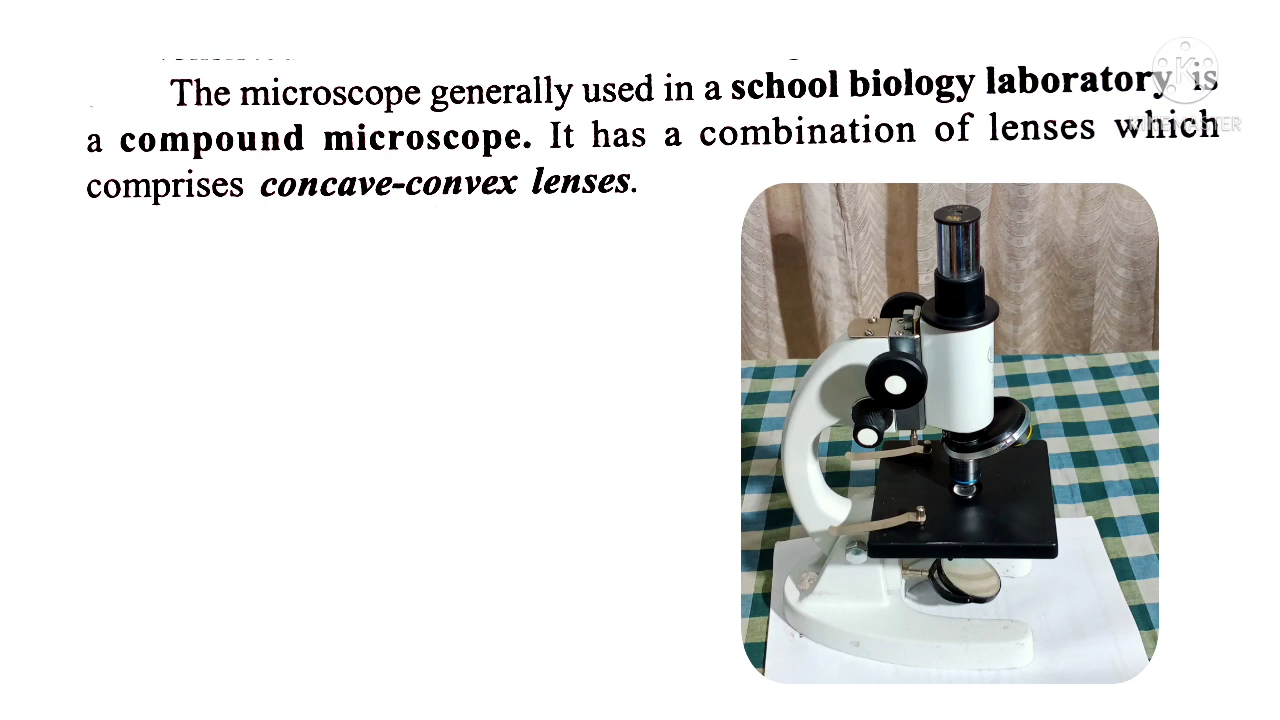 The microscope generally used in a school biology laboratory is
a compound microscope. It has a combination of lenses which
comprises concave-convex lenses.
KINEMASTER